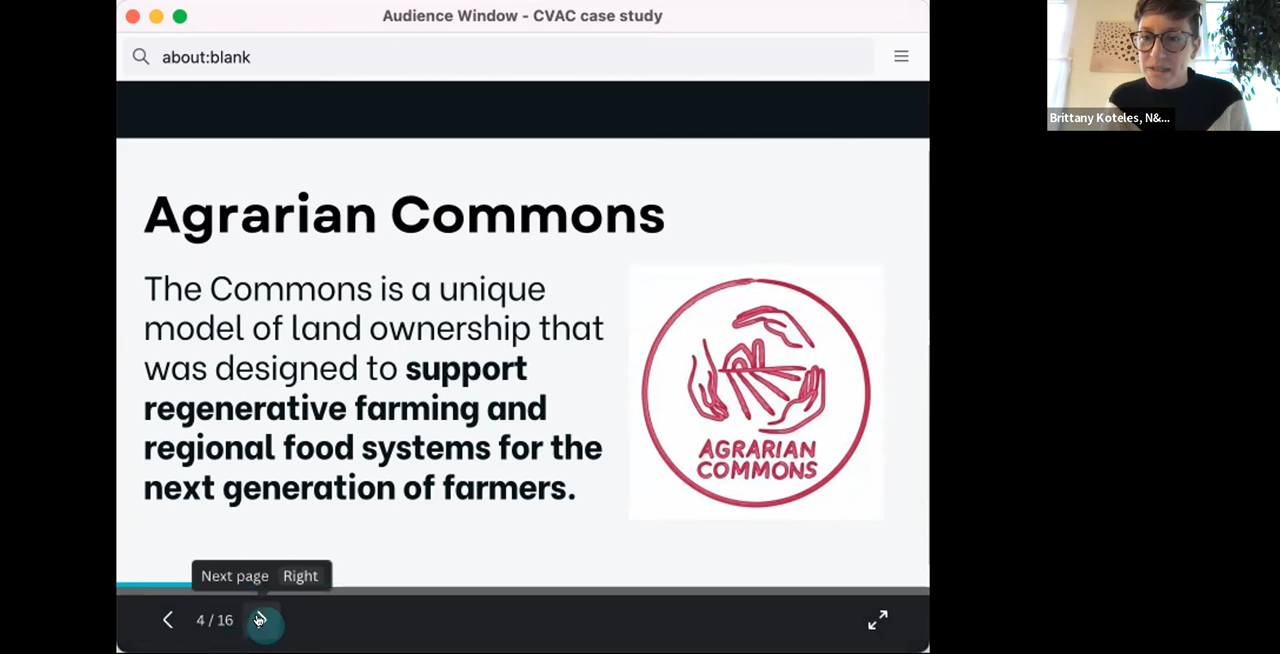 Audience Window - CVAC case study
about:blank
Brittany Koteles, N&...
Agrarian Commons
The Commons is a unique
model of land ownership that
was designed to support
regenerative farming and
regional food systems for the
next generation of farmers.
AGRARIAN
COMMONS
Next page Right
4 / 16